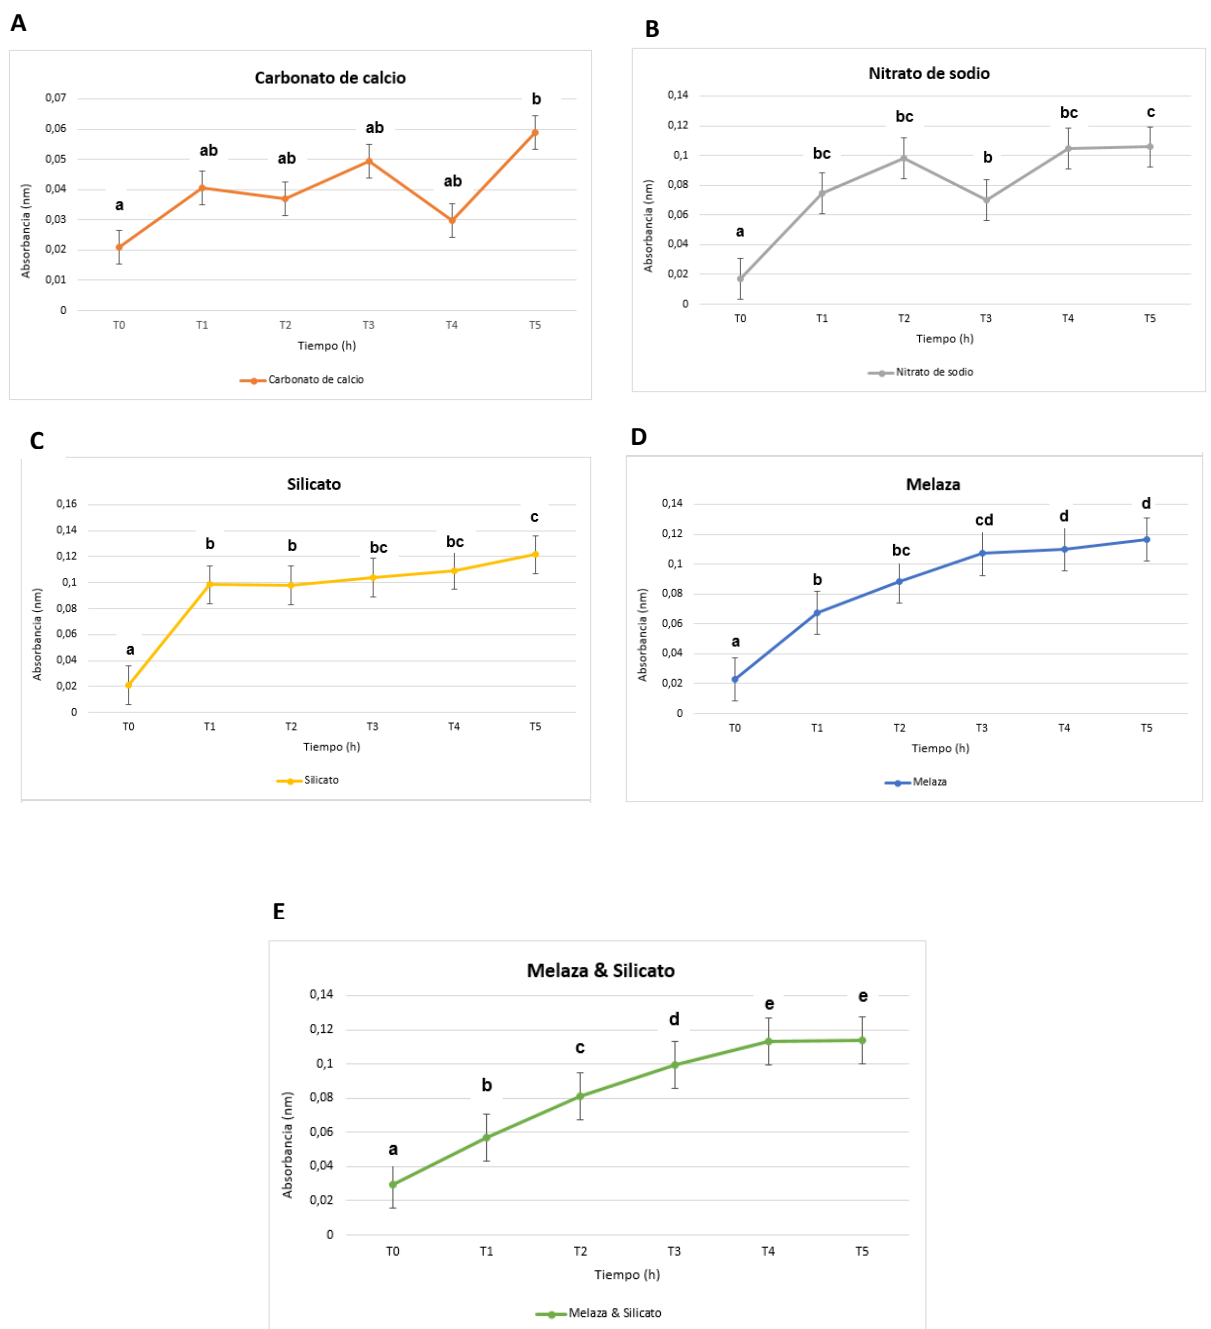 A
Carbonato de calcio
0,07
0,06
0,05
0,04
0,03
0,02
0,01
0
Absorbancia (nm)
a
ab
ab
ab
ab
b
T0 T1 T2 T3 T4 T5
Tiempo (h)
Carbonato de calcio
B
Nitrato de sodio
0,14
0,12
0,1
0,08
0,06
0,04
0,02
0
Absorbancia (nm)
a
bc
bc
b
bc
c
T0 T1 T2 T3 T4 T5
Tiempo (h)
Nitrato de sodio
C
Silicato
0,16
0,14
0,12
0,1
0,08
0,06
0,04
0,02
0
Absorbancia (nm)
a
b
b
bc
bc
c
T0 T1 T2 T3 T4 T5
Tiempo (h)
Silicato
D
Melaza
0,14
0,12
0,1
0,08
0,06
0,04
0,02
0
Absorbancia (nm)
a
b
bc
cd
d
d
T0 T1 T2 T3 T4 T5
Tiempo (h)
Melaza
E
Melaza & Silicato
0,14
0,12
0,1
0,08
0,06
0,04
0,02
0
Absorbancia (nm)
a
b
c
d
e
e
T0 T1 T2 T3 T4 T5
Tiempo (h)
Melaza & Silicato